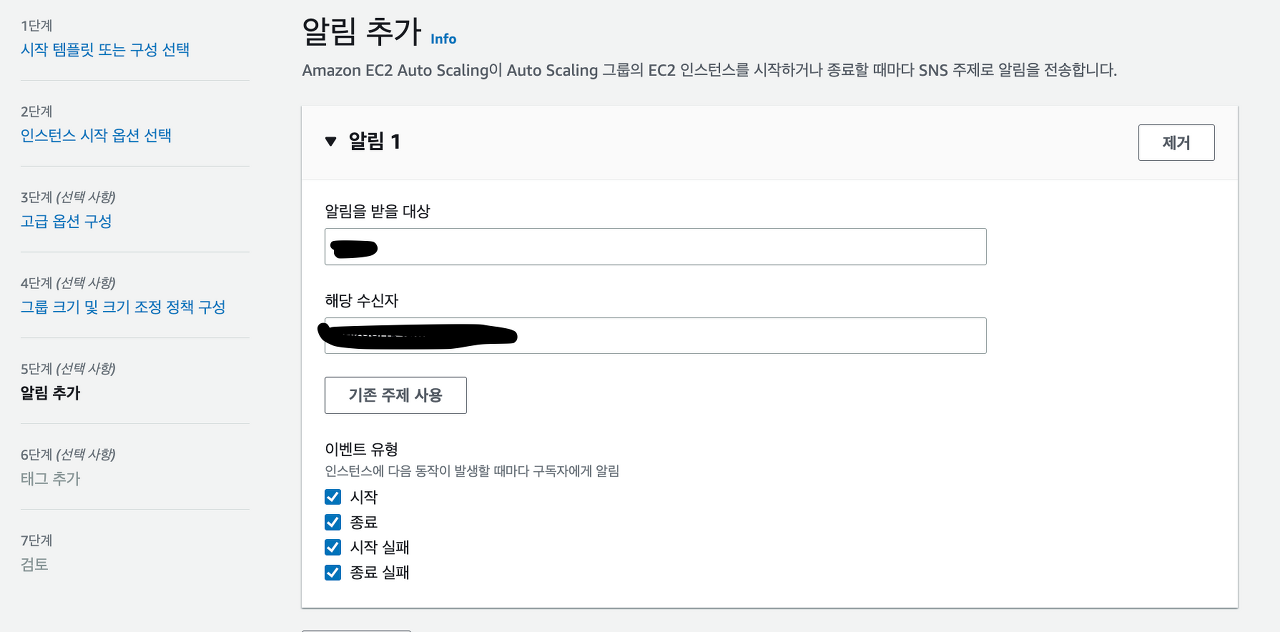 1단계
시작 템플릿 또는 구성 선택
2단계
인스턴스 시작 옵션 선택
3단계 (선택 사항)
고급 옵션 구성
4단계 (선택 사항)
그룹 크기 및 크기 조정 정책 구성
5단계 (선택 사항)
알림 추가
6단계 (선택 사항)
태그 추가
7단계
검토
알림 추가 Info
Amazon EC2 Auto Scaling이 Auto Scaling 그룹의 EC2 인스턴스를 시작하거나 종료할 때마다 SNS 주제로 알림을 전송합니다.
▼ 알림 1
제거
알림을 받을 대상
해당 수신자
기존 주제 사용
이벤트 유형
인스턴스에 다음 동작이 발생할 때마다 구독자에게 알림
시작
종료
시작 실패
종료 실패